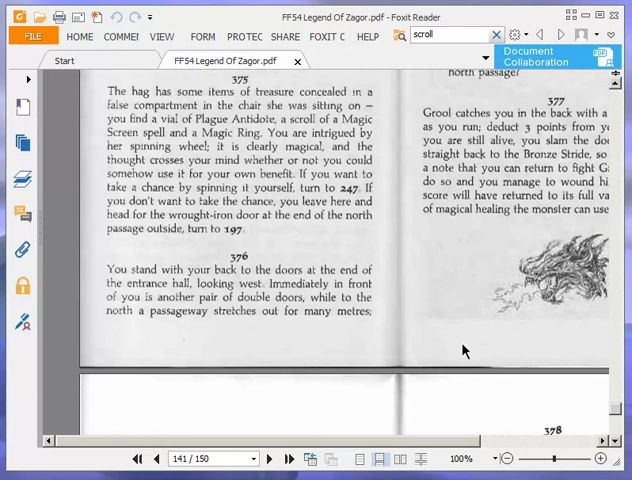 FF54 Legend Of Zagor.pdf - Foxit Reader
FILE HOME COMMEI VIEW FORM PROTEC SHARE FOXIT C HELP scroll
Start FF54 Legend Of Zagor.pdf Document Collaboration
north passage?
375
The hag has some items of treasure concealed in a
false compartment in the chair she was sitting on –
you find a vial of Plague Antidote, a scroll of a Magic
Screen spell and a Magic Ring. You are intrigued by
her spinning wheel; it is clearly magical, and the
thought crosses your mind whether or not you could
somehow use it for your own benefit. If you want to
take a chance by spinning it yourself, turn to 247. If
you don't want to take the chance, you leave here and
head for the wrought-iron door at the end of the north
passage outside, turn to 197.
376
You stand with your back to the doors at the end of
the entrance hall, looking west. Immediately in front
of you is another pair of double doors, while to the
north a passageway stretches out for many metres;
377
Grool catches you in the back with a
as you run; deduct 3 points from yo
you are still alive, you slam the doo
straight back to the Bronze Stride, so
a note that you can return to fight G
do so and you manage to wound hi
score will have returned to its full va
of magical healing the monster can use
378
141 / 150
100%